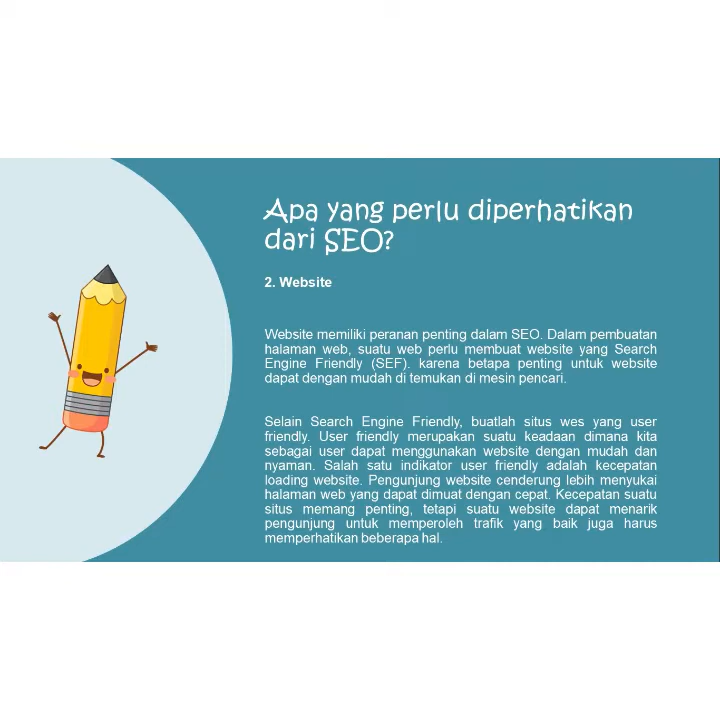 Apa yang perlu diperhatikan
dari SEO?
2. Website
Website memiliki peranan penting dalam SEO. Dalam pembuatan
halaman web, suatu web perlu membuat website yang Search
Engine Friendly (SEF). karena betapa penting untuk website
dapat dengan mudah di temukan di mesin pencari.
Selain Search Engine Friendly, buatlah situs wes yang user
friendly. User friendly merupakan suatu keadaan dimana kita
sebagai user dapat menggunakan website dengan mudah dan
nyaman. Salah satu indikator user friendly adalah kecepatan
loading website. Pengunjung website cenderung lebih menyukai
halaman web yang dapat dimuat dengan cepat. Kecepatan suatu
situs memang penting, tetapi suatu website dapat menarik
pengunjung untuk memperoleh trafik yang baik juga harus
memperhatikan beberapa hal.